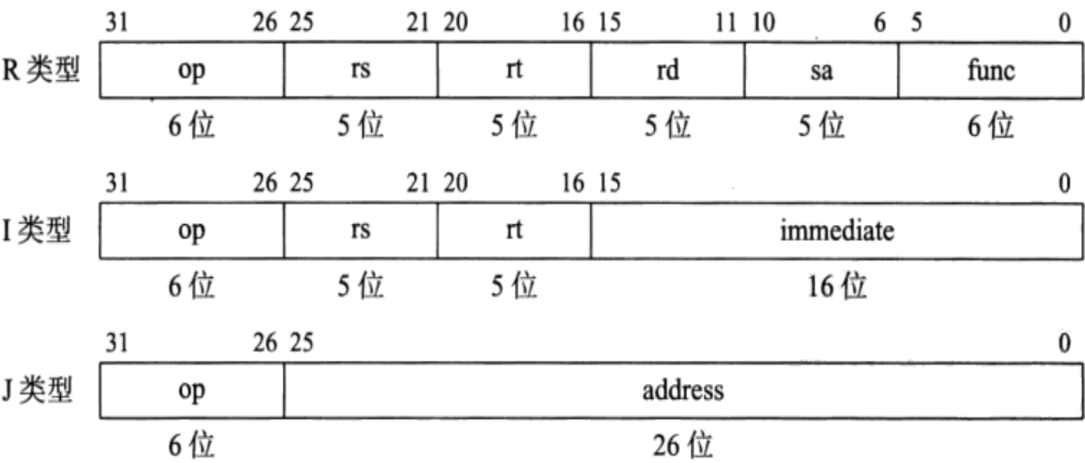 31 26 25 21 20 16 15 11 10 6 5 0
R 类型 op rs rt rd sa func
6 位 5 位 5 位 5 位 5 位 6 位
31 26 25 21 20 16 15 0
I 类型 op rs rt immediate
6 位 5 位 5 位 16 位
31 26 25 0
J 类型 op address
6 位 26 位